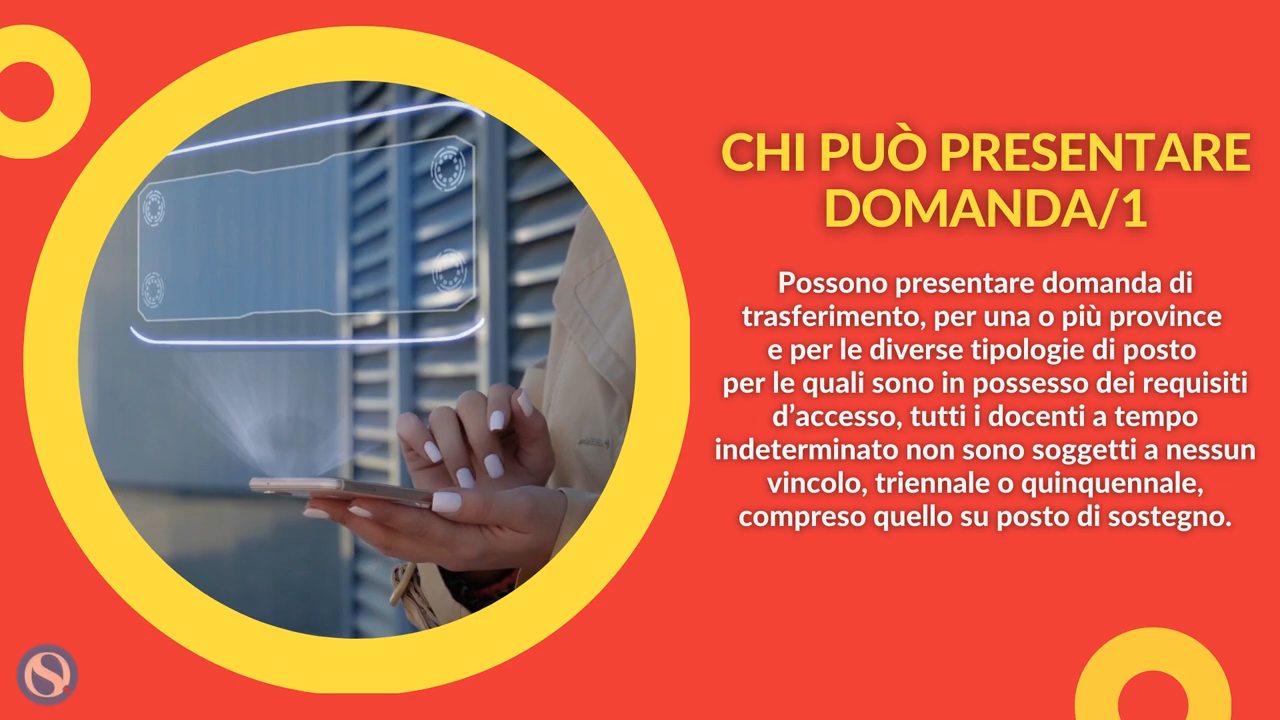 CHI PUÒ PRESENTARE
DOMANDA/1
Possono presentare domanda di
trasferimento, per una o più province
e per le diverse tipologie di posto
per le quali sono in possesso dei requisiti
d’accesso, tutti i docenti a tempo
indeterminato non sono soggetti a nessun
vincolo, triennale o quinquennale,
compreso quello su posto di sostegno.
S